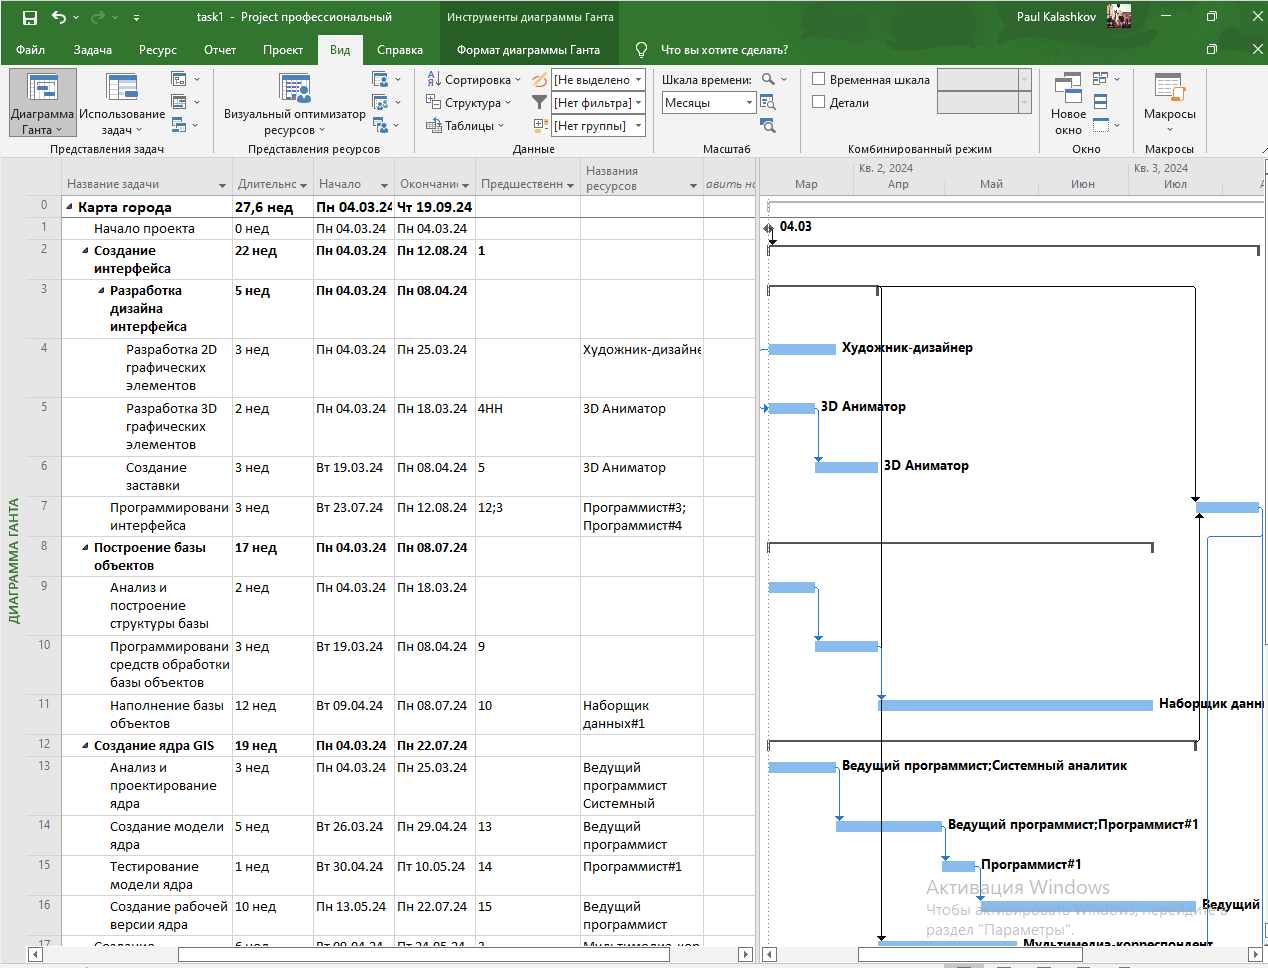 task1 - Project профессиональный
Инструменты диаграммы Ганта
Paul Kalashkov
Файл Задача Ресурс Отчет Проект Вид Справка Формат диаграммы Ганта Что вы хотите сделать?
Диаграмма Ганта
Использование задач
Представления задач
Визуальный оптимизатор ресурсов
Представления ресурсов
Сортировка
Структура
Таблицы
[Не выделено
[Нет фильтра]
[Нет группы]
Данные
Шкала времени:
Месяцы
Масштаб
Временная шкала
Детали
Комбинированный режим
Новое окно
Окно
Макросы
Макросы
Название задачи Длительнс Начало Окончание Предшественн Названия ресурсов авить но
Кв. 2, 2024 Кв. 3, 2024
Мар Апр Май Июн Июл
ДИАГРАММА ГАНТА
0 Карта города 27,6 нед Пн 04.03.24 Чт 19.09.24
1 Начало проекта 0 нед Пн 04.03.24 Пн 04.03.24
2 Создание интерфейса 22 нед Пн 04.03.24 Пн 12.08.24 1
3 Разработка дизайна интерфейса 5 нед Пн 04.03.24 Пн 08.04.24
4 Разработка 2D графических элементов 3 нед Пн 04.03.24 Пн 25.03.24 Художник-дизайне
5 Разработка 3D графических элементов 2 нед Пн 04.03.24 Пн 18.03.24 4НН 3D Аниматор
6 Создание заставки 3 нед Вт 19.03.24 Пн 08.04.24 5 3D Аниматор
7 Программировани интерфейса 3 нед Вт 23.07.24 Пн 12.08.24 12;3 Программист#3; Программист#4
8 Построение базы объектов 17 нед Пн 04.03.24 Пн 08.07.24
9 Анализ и построение структуры базы 2 нед Пн 04.03.24 Пн 18.03.24
10 Программировани средств обработки базы объектов 3 нед Вт 19.03.24 Пн 08.04.24 9
11 Наполнение базы объектов 12 нед Вт 09.04.24 Пн 08.07.24 10 Наборщик данных#1
12 Создание ядра GIS 19 нед Пн 04.03.24 Пн 22.07.24
13 Анализ и проектирование ядра 3 нед Пн 04.03.24 Пн 25.03.24 Ведущий программист Системный
14 Создание модели ядра 5 нед Вт 26.03.24 Пн 29.04.24 13 Ведущий программист
15 Тестирование модели ядра 1 нед Вт 30.04.24 Пт 10.05.24 14 Программист#1
16 Создание рабочей версии ядра 10 нед Пн 13.05.24 Пн 22.07.24 15 Ведущий программист
17 Создание 6 нед Вт 09.04.24 Пт 24.05.24 3 Мультимедиа-кор
04.03
Художник-дизайнер
3D Аниматор
3D Аниматор
Наборщик данн
Ведущий программист;Системный аналитик
Ведущий программист;Программист#1
Программист#1
Ведущий
Мультимедиа-корреспондент
Активация Windows
Чтобы активировать Windows, перейдите в
раздел "Параметры".